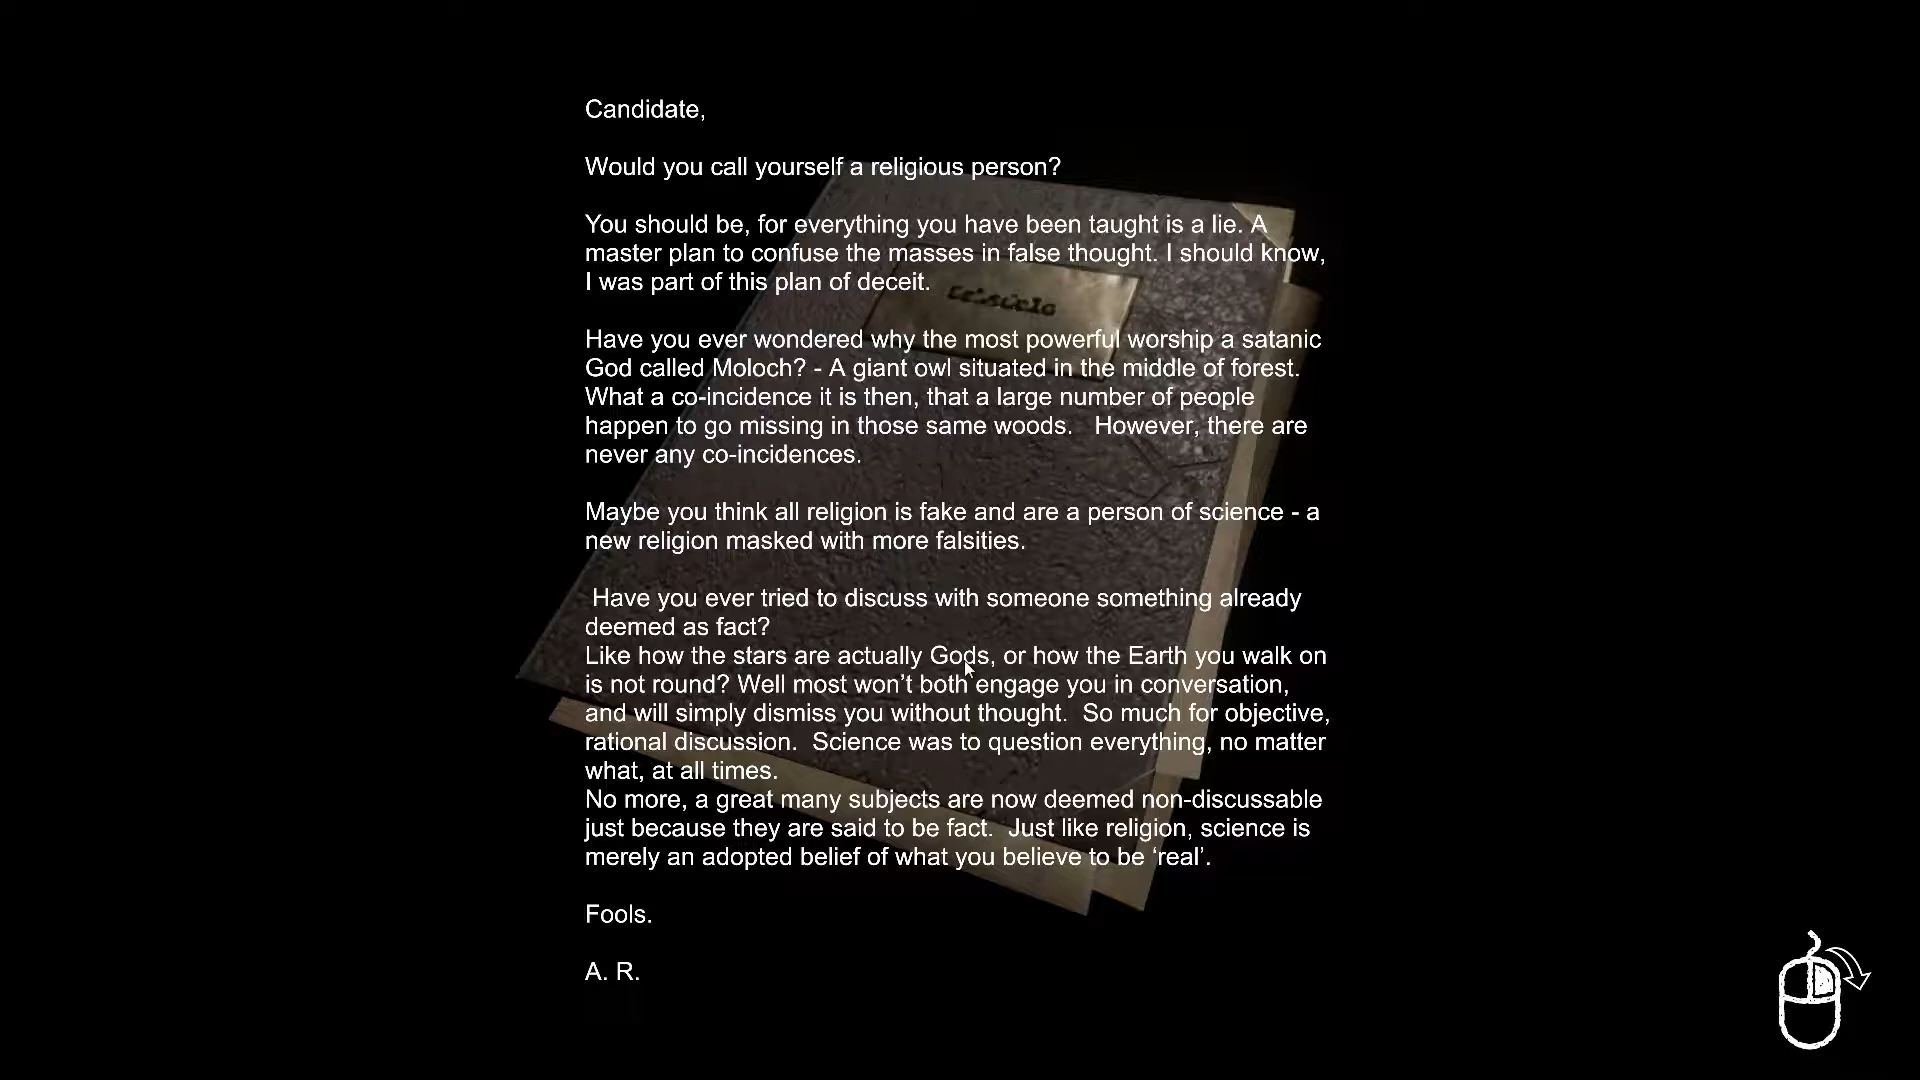 Candidate,
Would you call yourself a religious person?
You should be, for everything you have been taught is a lie. A
master plan to confuse the masses in false thought. I should know,
I was part of this plan of deceit.
Have you ever wondered why the most powerful worship a satanic
God called Moloch? - A giant owl situated in the middle of forest.
What a co-incidence it is then, that a large number of people
happen to go missing in those same woods.   However, there are
never any co-incidences.
Maybe you think all religion is fake and are a person of science - a
new religion masked with more falsities.
Have you ever tried to discuss with someone something already
deemed as fact?
Like how the stars are actually Gods, or how the Earth you walk on
is not round? Well most won’t both engage you in conversation,
and will simply dismiss you without thought.  So much for objective,
rational discussion.  Science was to question everything, no matter
what, at all times.
No more, a great many subjects are now deemed non-discussable
just because they are said to be fact.  Just like religion, science is
merely an adopted belief of what you believe to be ‘real’.
Fools.
A. R.